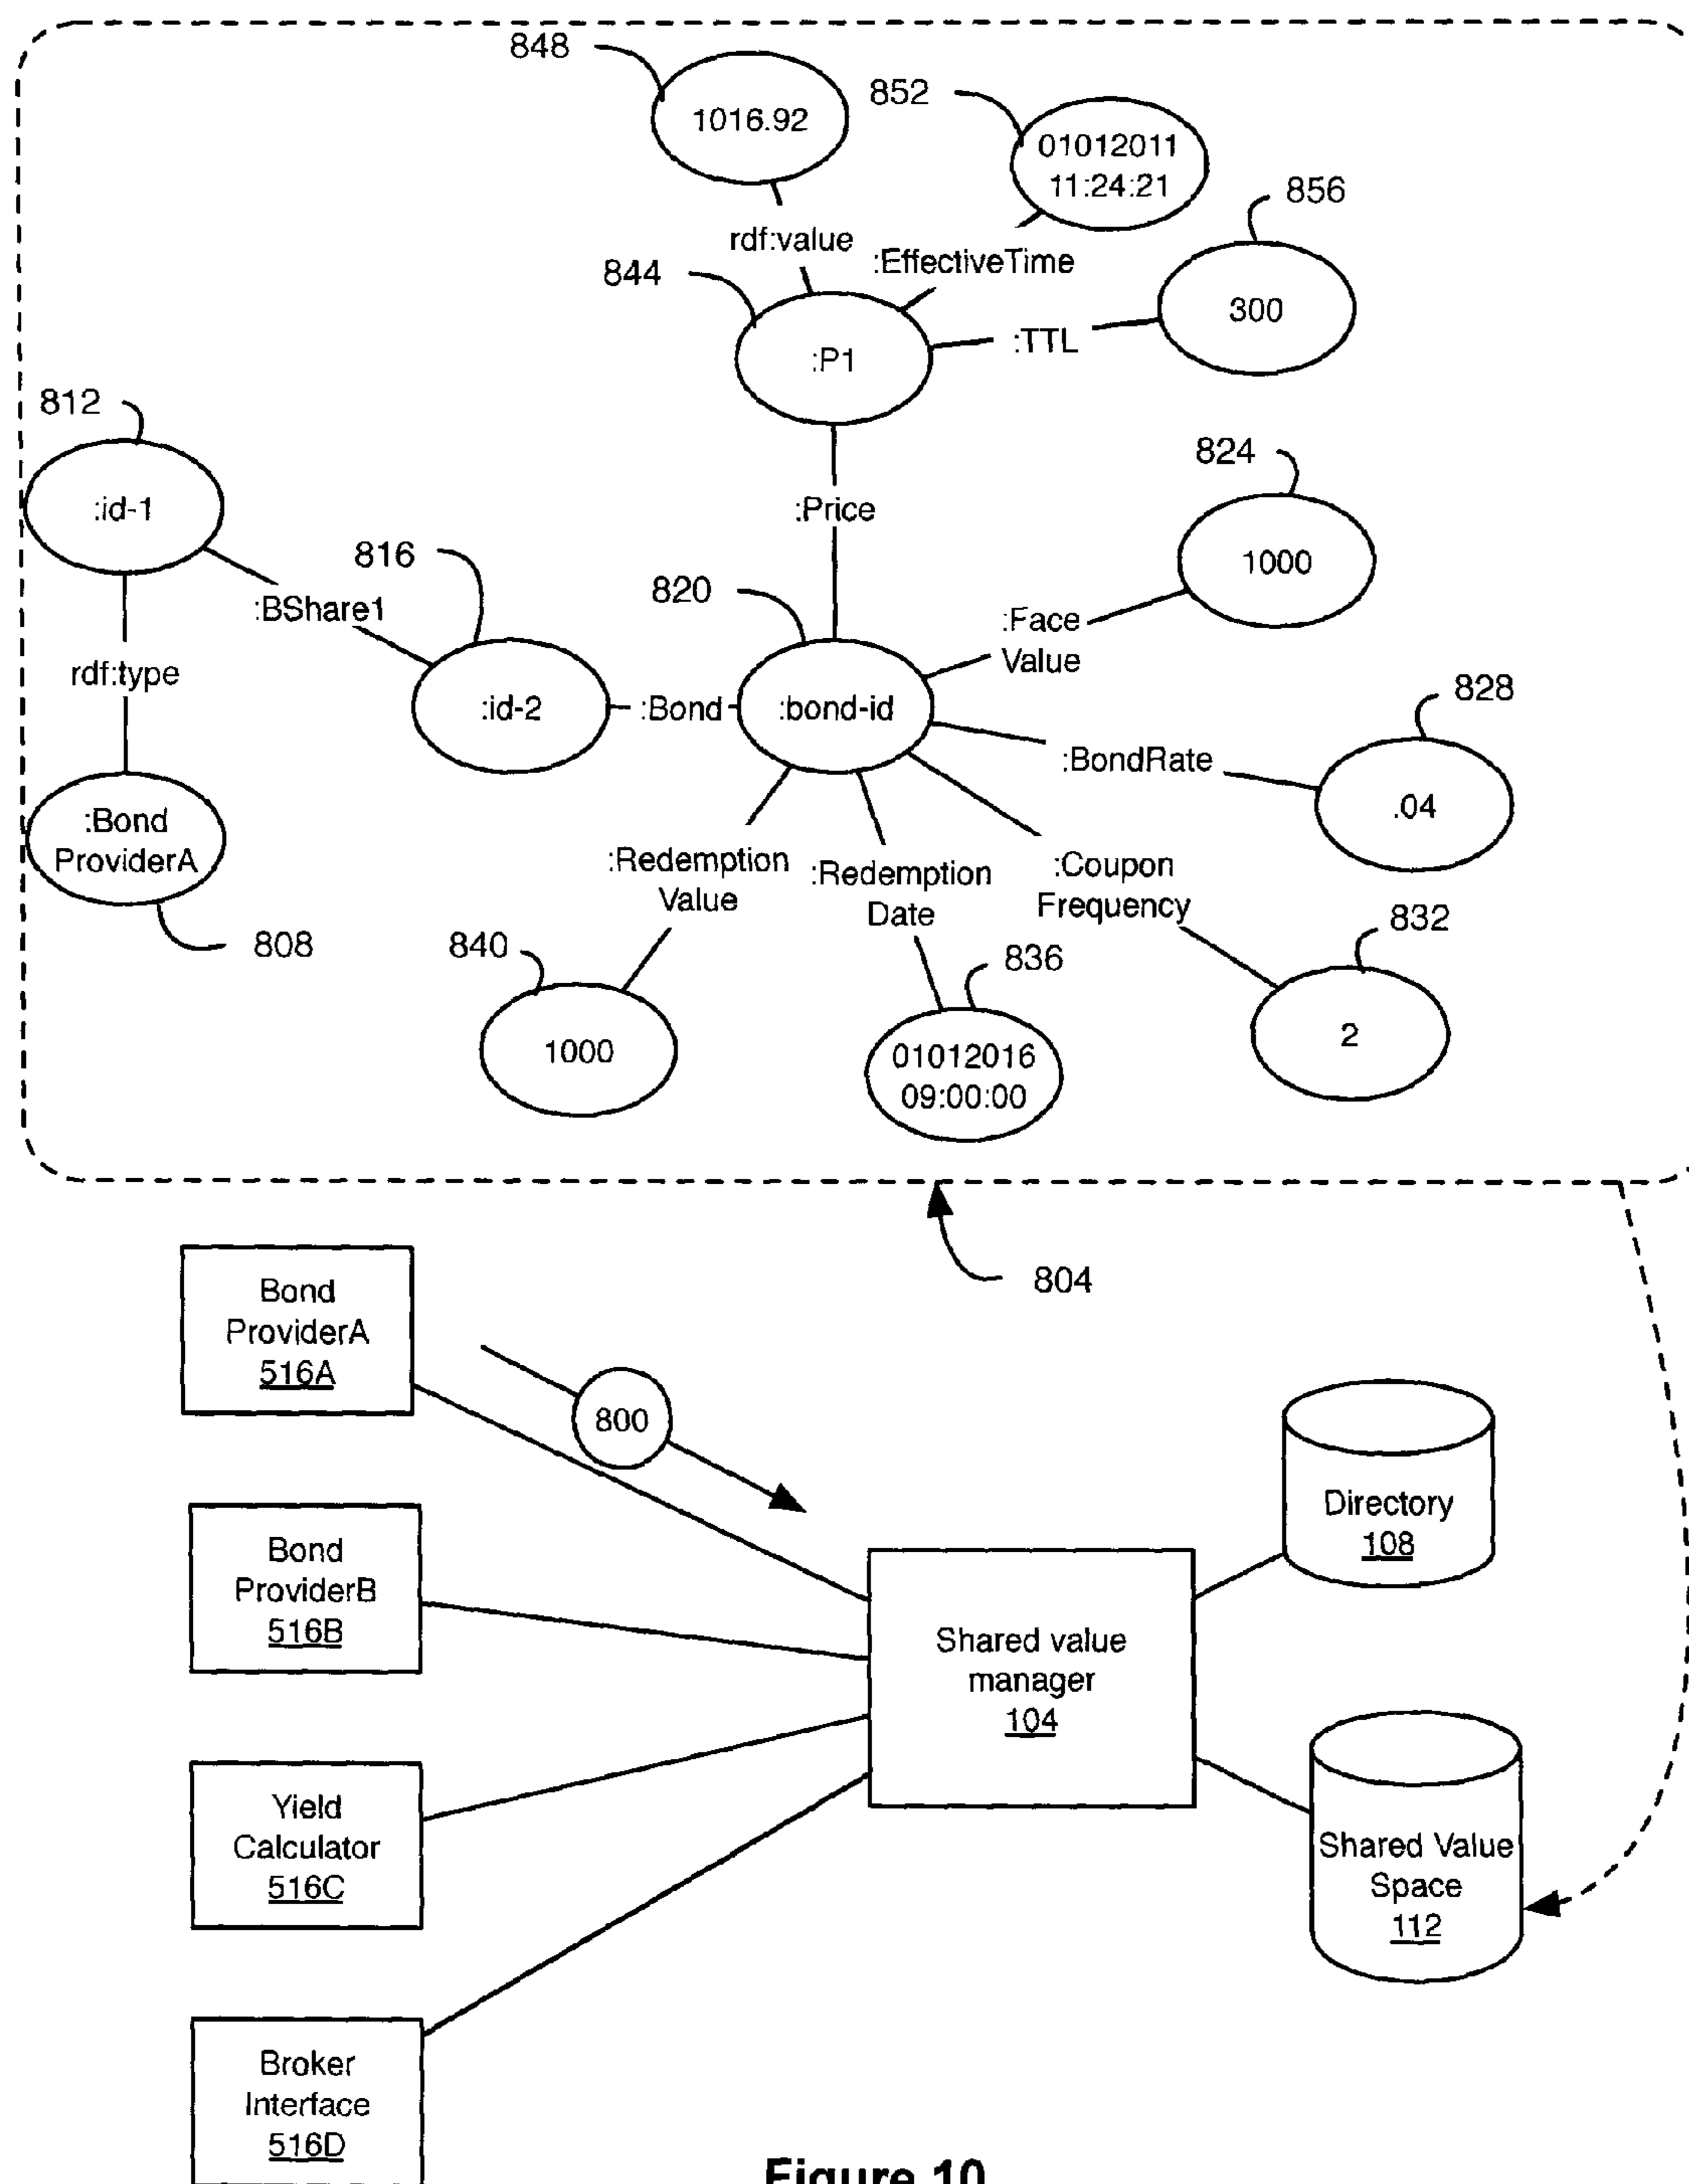 848
1016.92
852
01012011
11:24:21
856
rdf:value
:EffectiveTime
844
300
:TTL
:P1
812
824
:id-1
:Price
1000
816
:BShare1
820
:Face
Value
rdf:type
828
:id-2
:Bond
:bond-id
:BondRate
.04
:Bond
ProviderA
:Redemption
Value
:Redemption
Date
:Coupon
Frequency
808
840
836
832
1000
01012016
09:00:00
2
804
Bond
ProviderA
516A
800
Directory
108
Bond
ProviderB
516B
Shared value
manager
104
Yield
Calculator
516C
Shared Value
Space
112
Broker
Interface
516D
Figure 10